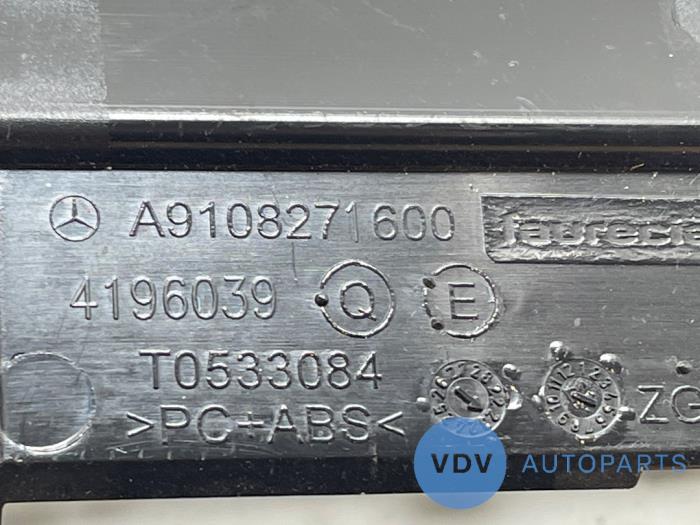 A9108271600 faurecia
4196039 Q E
T0533084
>PC+ABS< ZG
VDV AUTOPARTS